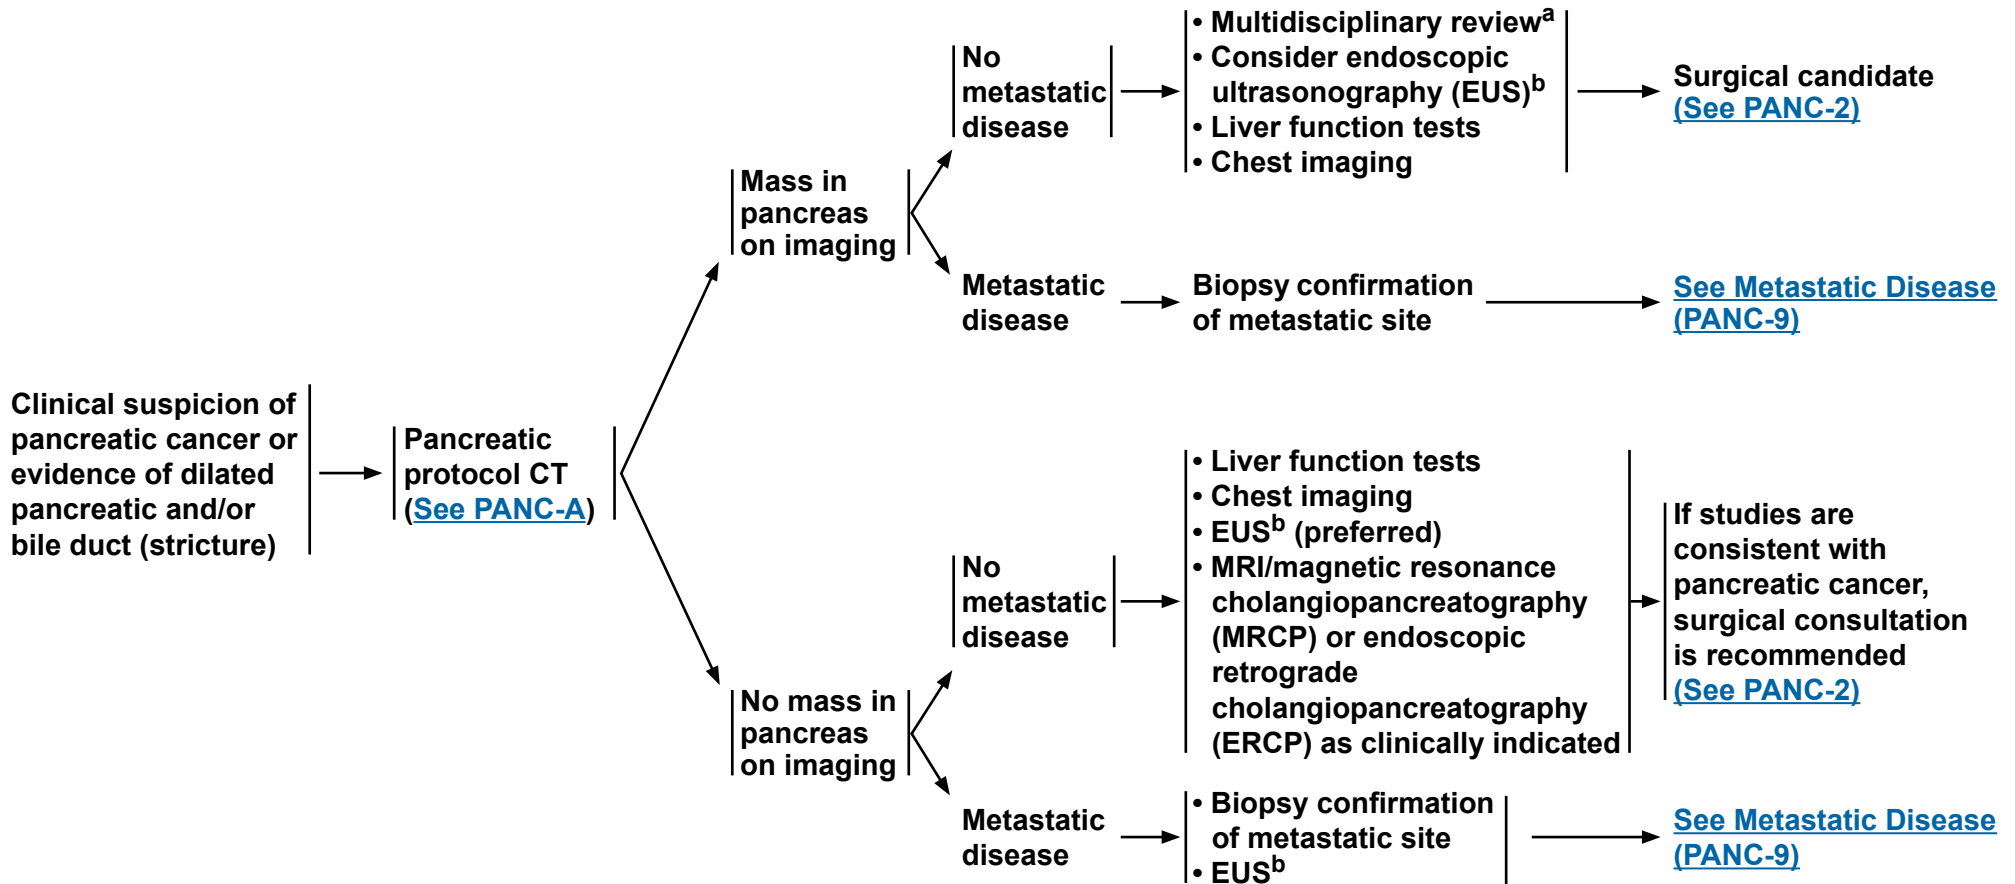 Clinical suspicion of
pancreatic cancer or
evidence of dilated
pancreatic and/or
bile duct (stricture)
Pancreatic
protocol CT
(See PANC-A)
Mass in
pancreas
on imaging
No
metastatic
disease
• Multidisciplinary reviewa
• Consider endoscopic
ultrasonography (EUS)b
• Liver function tests
• Chest imaging
Surgical candidate
(See PANC-2)
Metastatic
disease
Biopsy confirmation
of metastatic site
See Metastatic Disease
(PANC-9)
No mass in
pancreas
on imaging
No
metastatic
disease
• Liver function tests
• Chest imaging
• EUSb (preferred)
• MRI/magnetic resonance
cholangiopancreatography
(MRCP) or endoscopic
retrograde
cholangiopancreatography
(ERCP) as clinically indicated
If studies are
consistent with
pancreatic cancer,
surgical consultation
is recommended
(See PANC-2)
Metastatic
disease
• Biopsy confirmation
of metastatic site
• EUSb
See Metastatic Disease
(PANC-9)